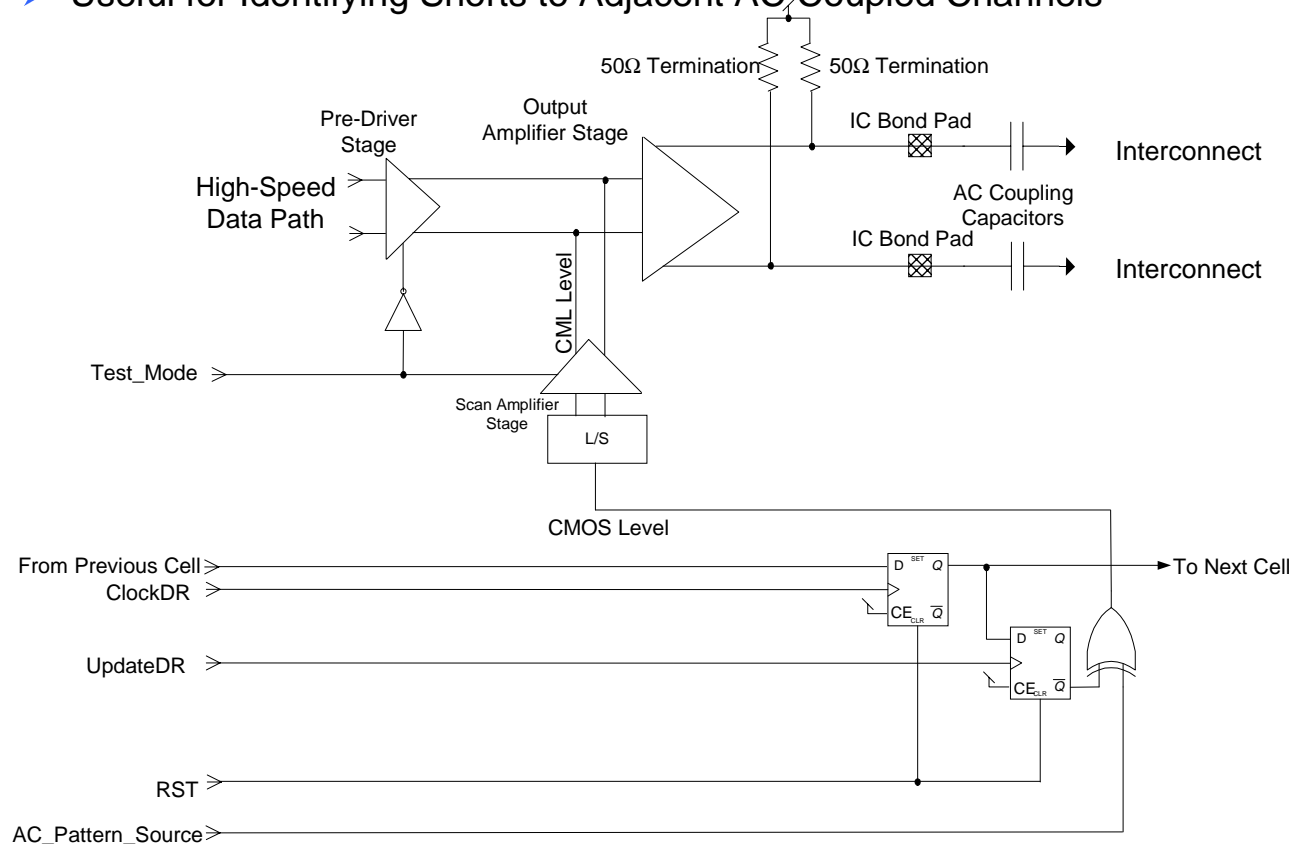 Useful for Identifying Shorts to Adjacent AC Coupled Channels
50Ω Termination
50Ω Termination
Output
Amplifier Stage
Pre-Driver
Stage
IC Bond Pad
Interconnect
High-Speed
Data Path
AC Coupling
Capacitors
IC Bond Pad
Interconnect
CML Level
Test_Mode
Scan Amplifier
Stage
L/S
CMOS Level
From Previous Cell
D SET Q
To Next Cell
ClockDR
CE CLR Q
D SET Q
UpdateDR
CE CLR Q
RST
AC_Pattern_Source